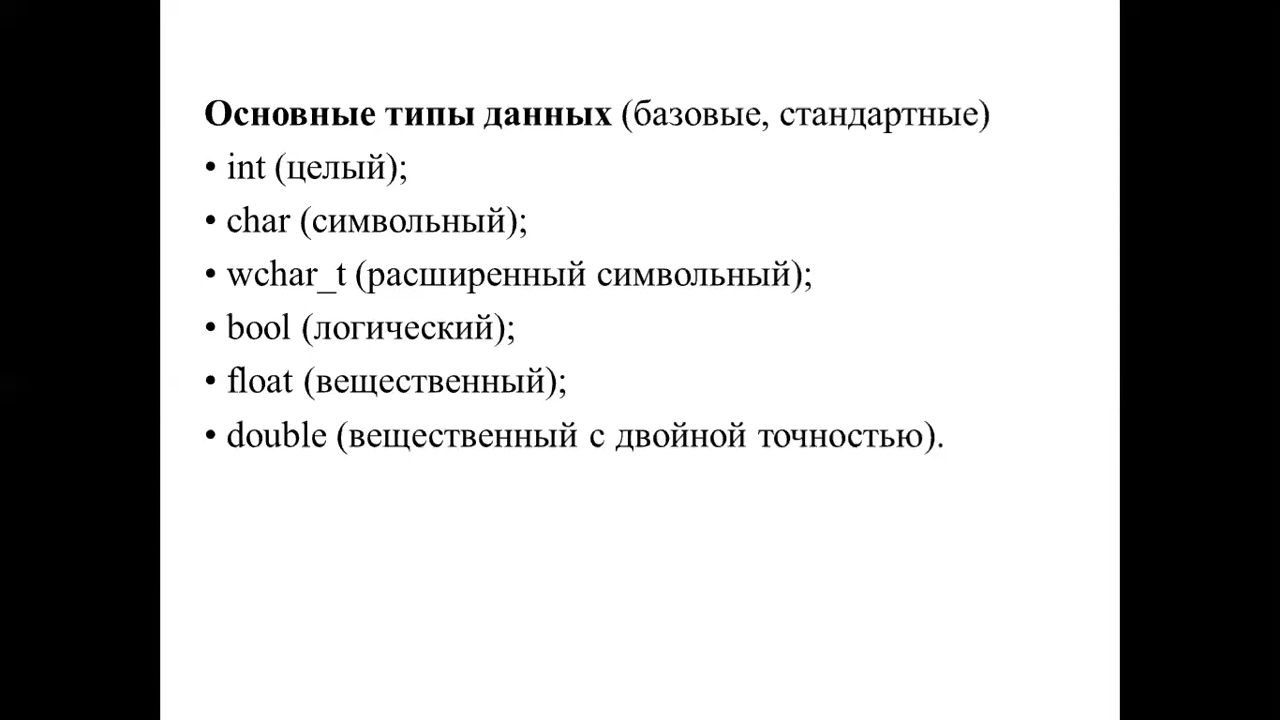 Основные типы данных (базовые, стандартные)
• int (целый);
• char (символьный);
• wchar_t (расширенный символьный);
• bool (логический);
• float (вещественный);
• double (вещественный с двойной точностью).